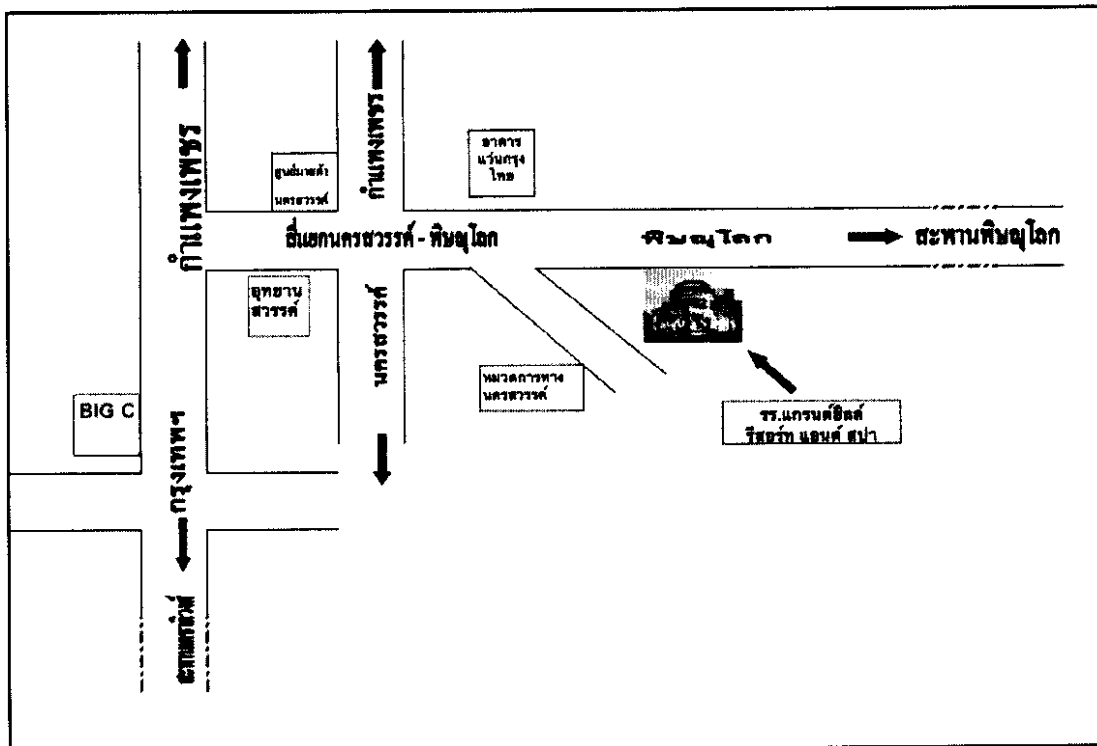 กำแพงเพชร
กำแพงเพชร
อาคาร
แว่นกรุง
ไทย
ศูนย์มาสด้า
นครสวรรค์
สี่แยกนครสวรรค์ - พิษณุโลก
พิษณุโลก
สะพานพิษณุโลก
อุทยาน
สวรรค์
นครสวรรค์
หมวดการทาง
นครสวรรค์
BIG C
รร.แกรนด์ฮิลล์
รีสอร์ท แอนด์ สปา
กรุงเทพฯ